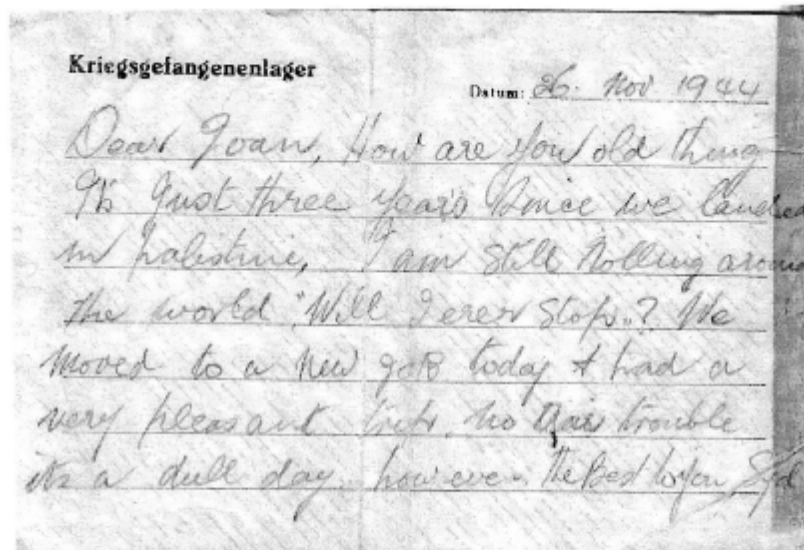 Kriegsgefangenenlager
Datum: 26. Nov 1944
Dear Joan, How are you old thing
It's Just three years since we landed
in palestine, I am still Rolling around
the world "Will I ever stop"? We
moved to a new job today & had a
very pleasant trip, no trouble
its a dull day however. The Best to you Syd